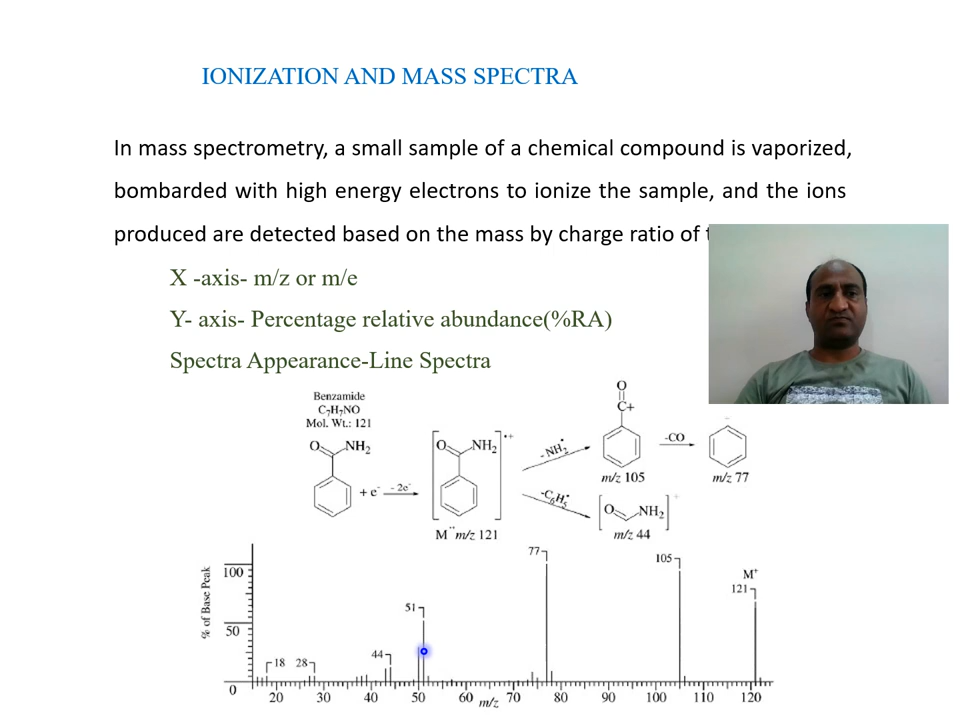 IONIZATION AND MASS SPECTRA
In mass spectrometry, a small sample of a chemical compound is vaporized,
bombarded with high energy electrons to ionize the sample, and the ions
produced are detected based on the mass by charge ratio of
X -axis- m/z or m/e
Y- axis- Percentage relative abundance(%RA)
Spectra Appearance-Line Spectra
Benzamide
C₇H₇NO
Mol. Wt.: 121
O NH₂
+ e⁻ - 2e⁻
O NH₂ •+
M•• m/z 121
- NH₂•
-C₆H₅•
O
C+
m/z 105
-CO
+
m/z 77
O NH₂ +
m/z 44
% of Base Peak
100
50
0
18 28
44
51
77
105
M⁺
121
20 30 40 50 60 70 80 90 100 110 120
m/z